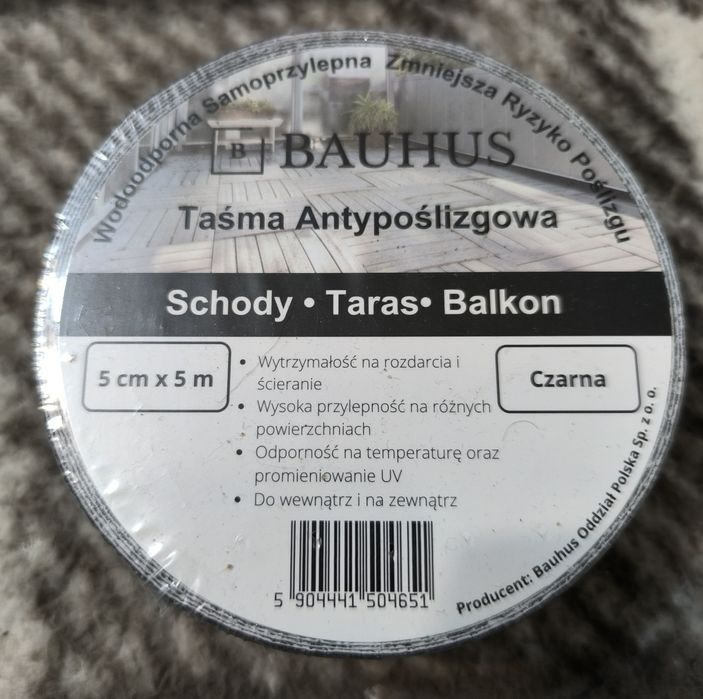 Wodoodporna Samoprzylepna Zmniejsza Ryzyko Poślizgu
B BAUHUS
Taśma Antypoślizgowa
Schody • Taras• Balkon
5 cm x 5 m
• Wytrzymałość na rozdarcia i
ścieranie
• Wysoka przylepność na różnych
powierzchniach
• Odporność na temperaturę oraz
promieniowanie UV
• Do wewnątrz i na zewnątrz
Czarna
5 904441 504651
Producent: Bauhus Oddział Polska Sp. z o. o.